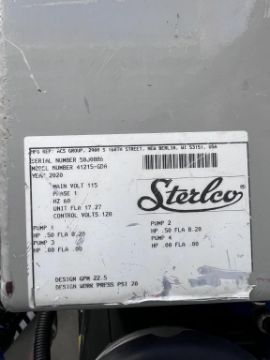 MFG REF: ACS GROUP, 2900 S 160TH STREET, NEW BERLIN, WI 53151, USA
SERIAL NUMBER 50J0886
MODEL NUMBER 41215-GDA
YEAR 2020
MAIN VOLT 115
PHASE 1
HZ 60
UNIT FLA 17.27
CONTROL VOLTS 120
Sterlco ®
PUMP 1
HP .50 FLA 8.20
PUMP 2
HP .50 FLA 8.20
PUMP 3
HP .00 FLA .00
PUMP 4
HP .00 FLA .00
DESIGN GPM 22.5
DESIGN WORK PRESS PSI 20